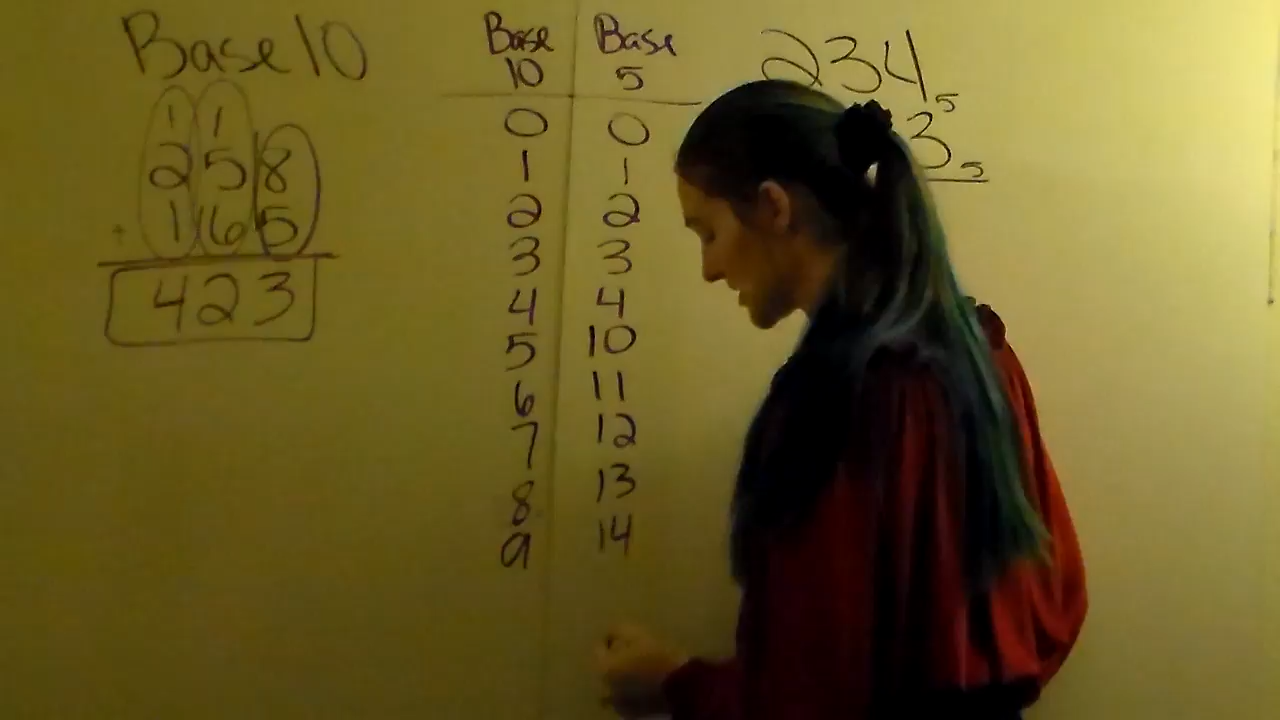 Base 10
1 1
2 5 8
+ 1 6 5
4 2 3
Base 10 Base 5
0 0
1 1
2 2
3 3
4 4
5 10
6 11
7 12
8 13
9 14
234₅
3₅